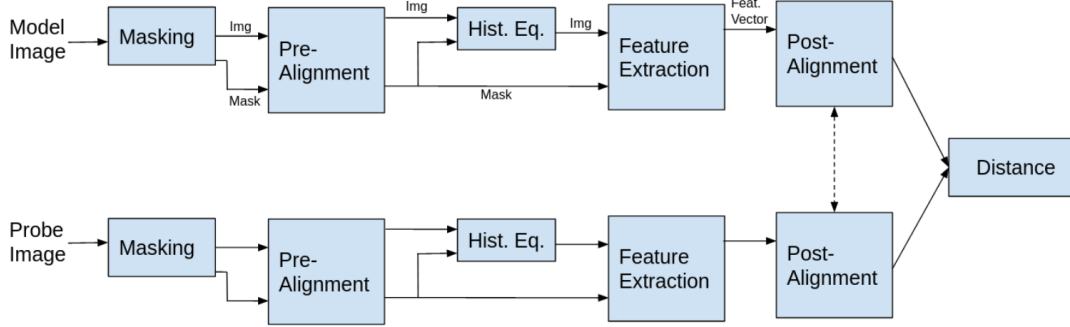 Model
Image
Masking
Img
Mask
Pre-
Alignment
Img
Hist. Eq.
Img
Mask
Feature
Extraction
Feat.
Vector
Post-
Alignment
Distance
Probe
Image
Masking
Pre-
Alignment
Hist. Eq.
Feature
Extraction
Post-
Alignment